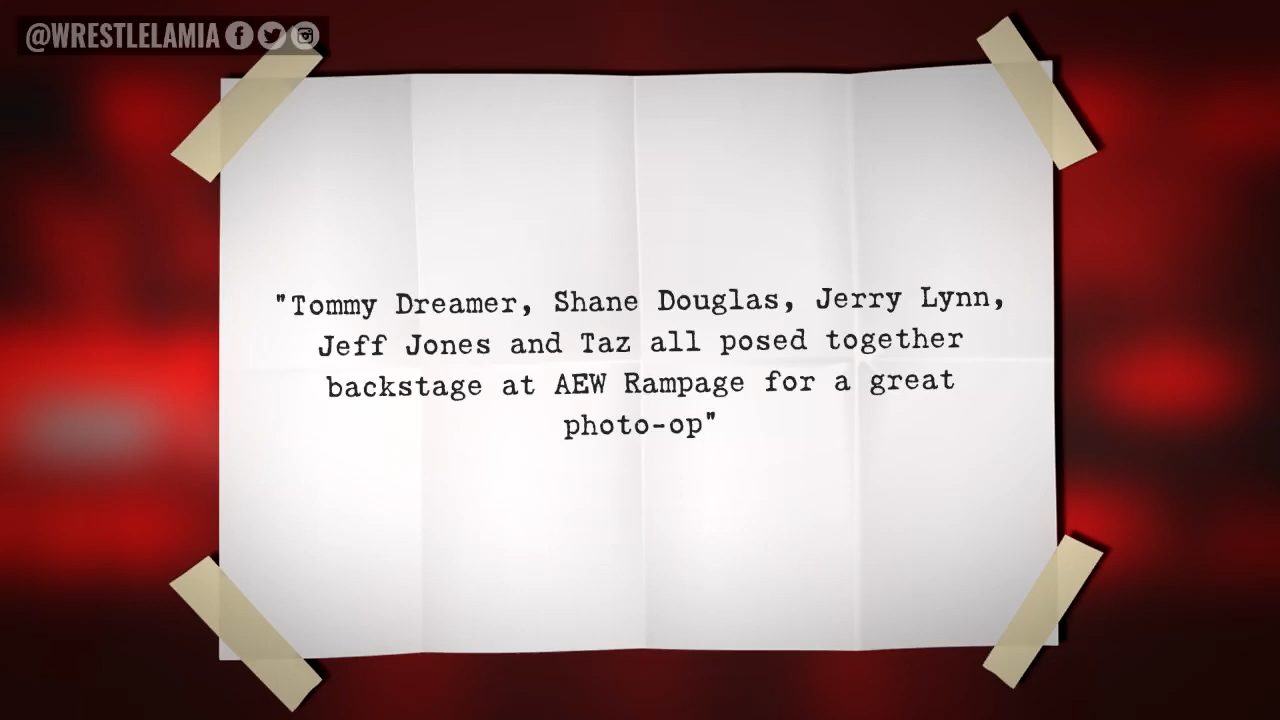 @WRESTLELAMIA
"Tommy Dreamer, Shane Douglas, Jerry Lynn,
Jeff Jones and Taz all posed together
backstage at AEW Rampage for a great
photo-op"